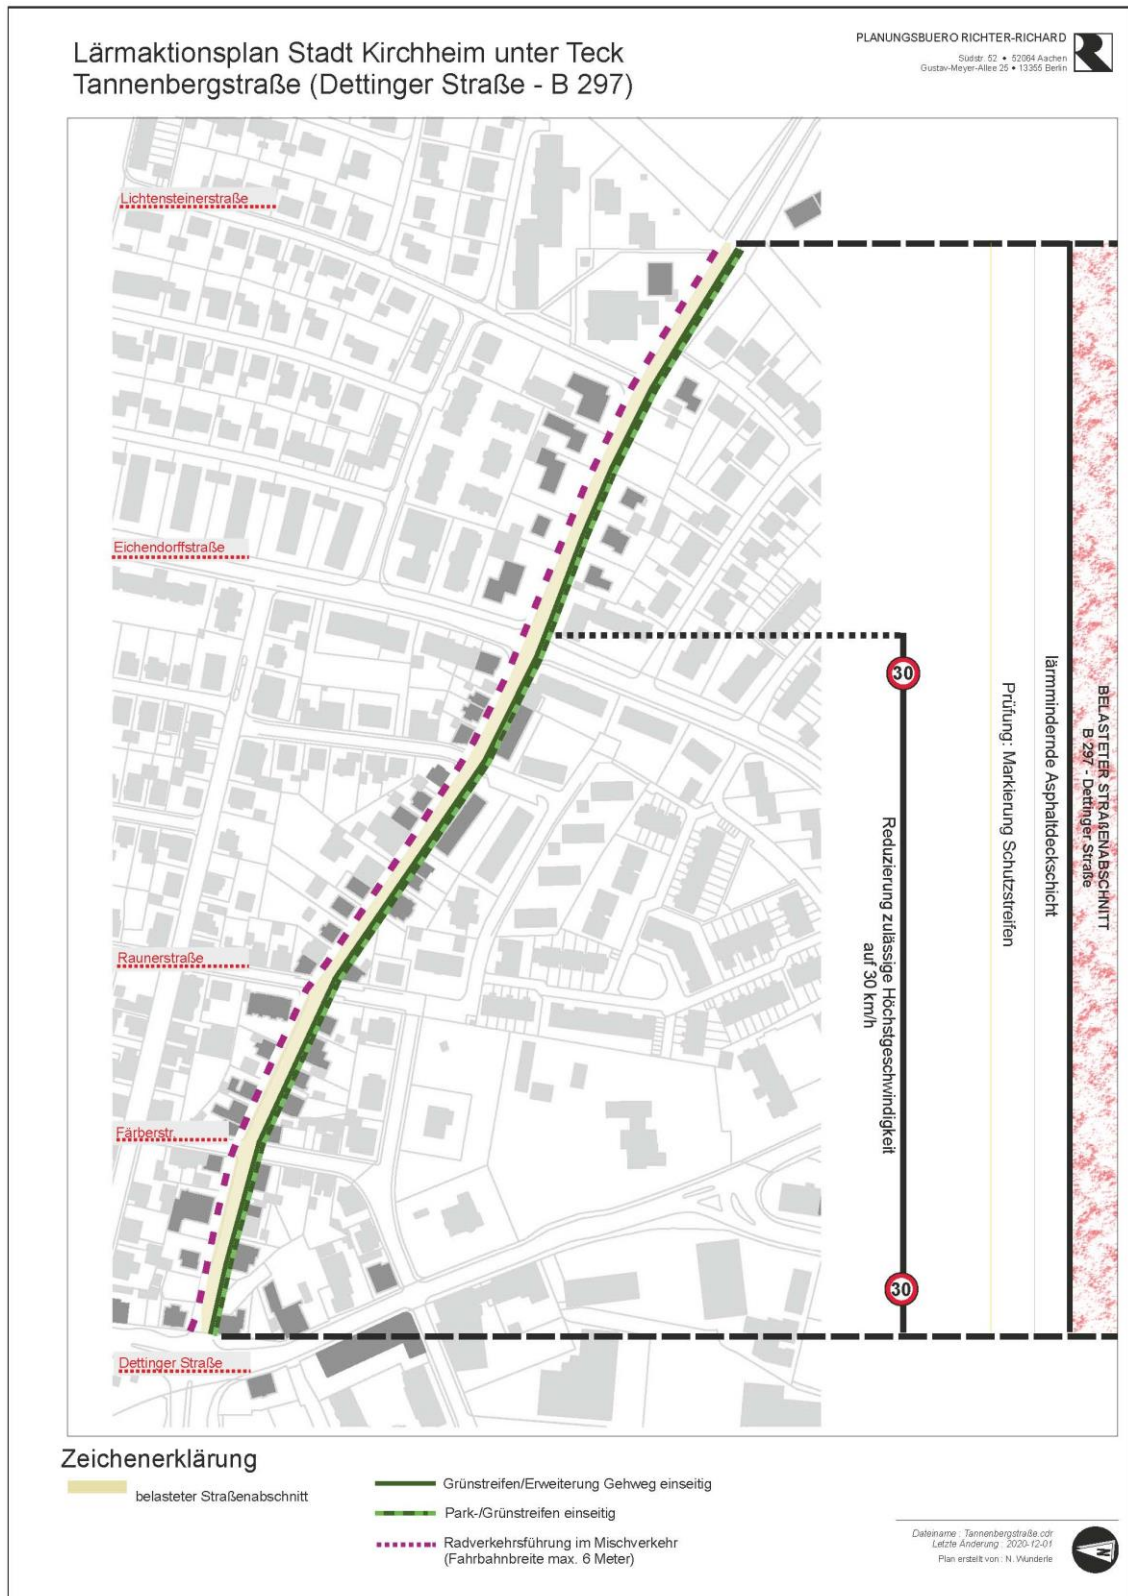 Lärmaktionsplan Stadt Kirchheim unter Teck
Tannenbergstraße (Dettinger Straße - B 297)
PLANUNGSBUERO RICHTER-RICHARD
Südstr. 52 • 52064 Aachen
Gustav-Meyer-Allee 25 • 13355 Berlin
Lichtensteinerstraße
Eichendorffstraße
Raunerstraße
Färberstr.
Dettinger Straße
30
30
Reduzierung zulässige Höchstgeschwindigkeit
auf 30 km/h
Prüfung: Markierung Schutzstreifen
lärmmindernde Asphaltdeckschicht
BELASTETER STRAßENABSCHNITT
B 297 - Dettinger Straße
Zeichenerklärung
belasteter Straßenabschnitt
Grünstreifen/Erweiterung Gehweg einseitig
Park-/Grünstreifen einseitig
Radverkehrsführung im Mischverkehr
(Fahrbahnbreite max. 6 Meter)
Dateiname : Tannenbergstraße.cdr
Letzte Änderung : 2020-12-01
Plan erstellt von : N. Wunderle
N